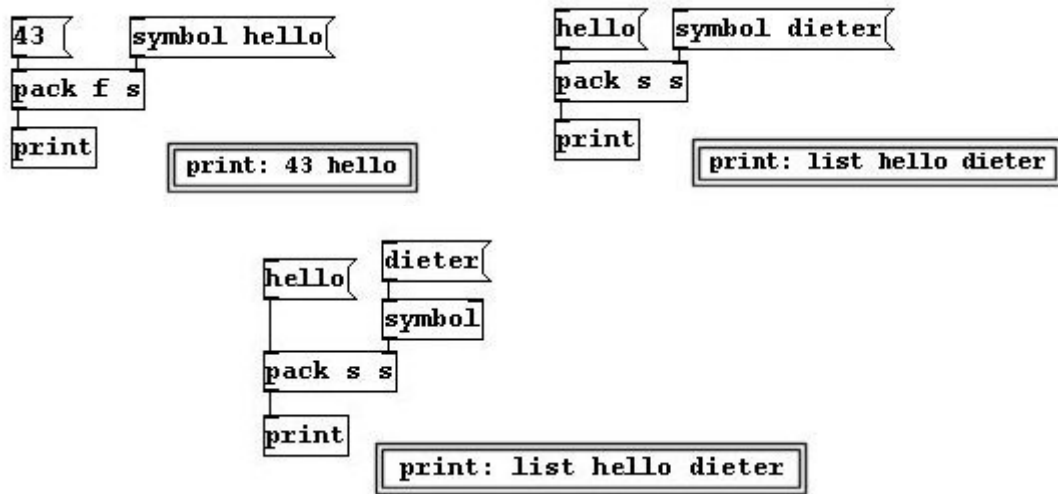 43
symbol hello
pack f s
print
print: 43 hello
hello
symbol dieter
pack s s
print
print: list hello dieter
hello
dieter
symbol
pack s s
print
print: list hello dieter